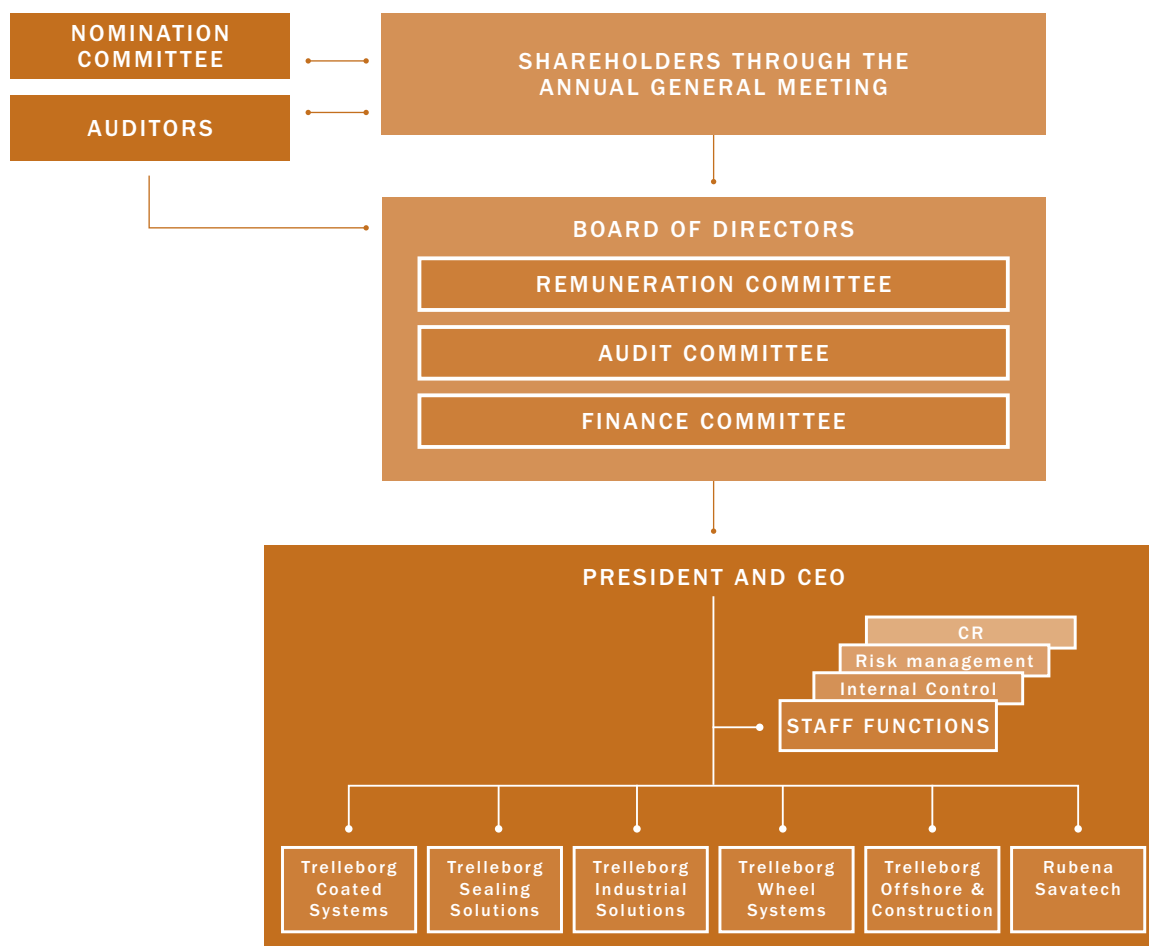 NOMINATION
COMMITTEE
SHAREHOLDERS THROUGH THE
ANNUAL GENERAL MEETING
AUDITORS
BOARD OF DIRECTORS
REMUNERATION COMMITTEE
AUDIT COMMITTEE
FINANCE COMMITTEE
PRESIDENT AND CEO
CR
Risk management
Internal Control
STAFF FUNCTIONS
Trelleborg
Coated
Systems
Trelleborg
Sealing
Solutions
Trelleborg
Industrial
Solutions
Trelleborg
Wheel
Systems
Trelleborg
Offshore &
Construction
Rubena
Savatech